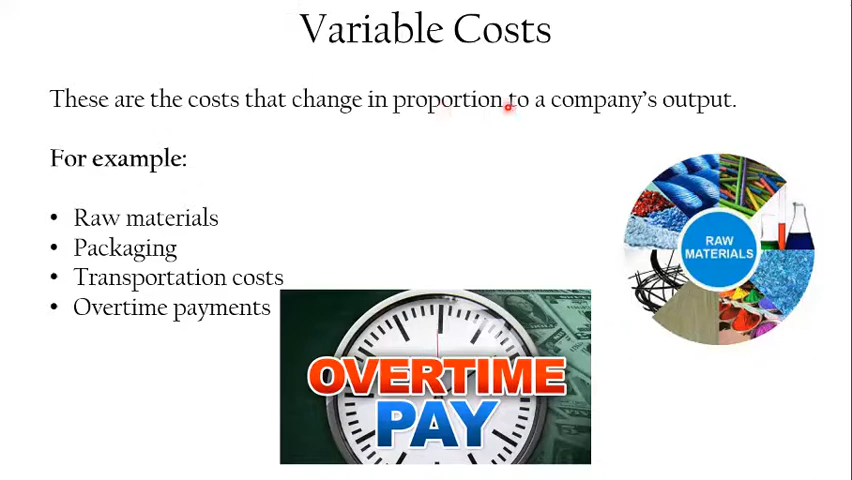 Variable Costs
These are the costs that change in proportion to a company's output.
For example:
• Raw materials
• Packaging
• Transportation costs
• Overtime payments
RAW
MATERIALS
OVERTIME
PAY